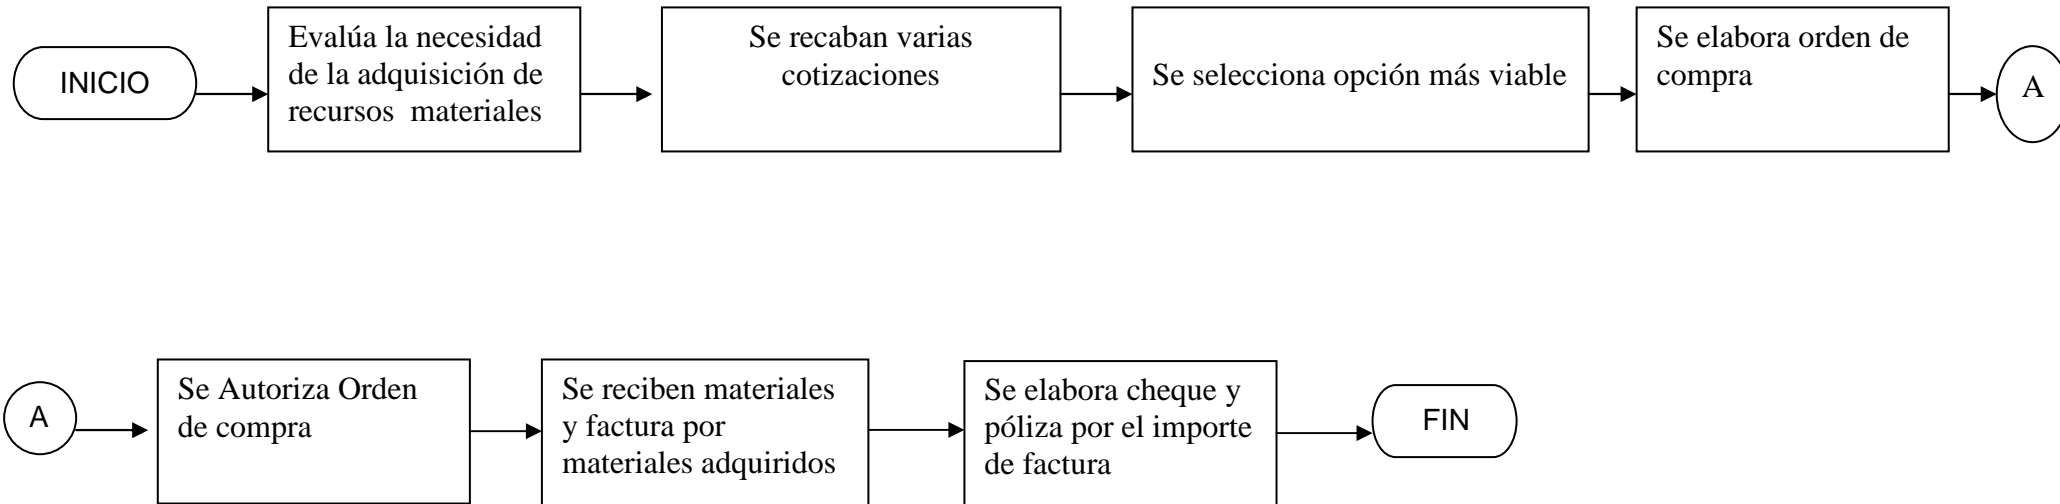 INICIO
Evalúa la necesidad
de la adquisición de
recursos materiales
Se recaban varias
cotizaciones
Se selecciona opción más viable
Se elabora orden de
compra
A
A
Se Autoriza Orden
de compra
Se reciben materiales
y factura por
materiales adquiridos
Se elabora cheque y
póliza por el importe
de factura
FIN